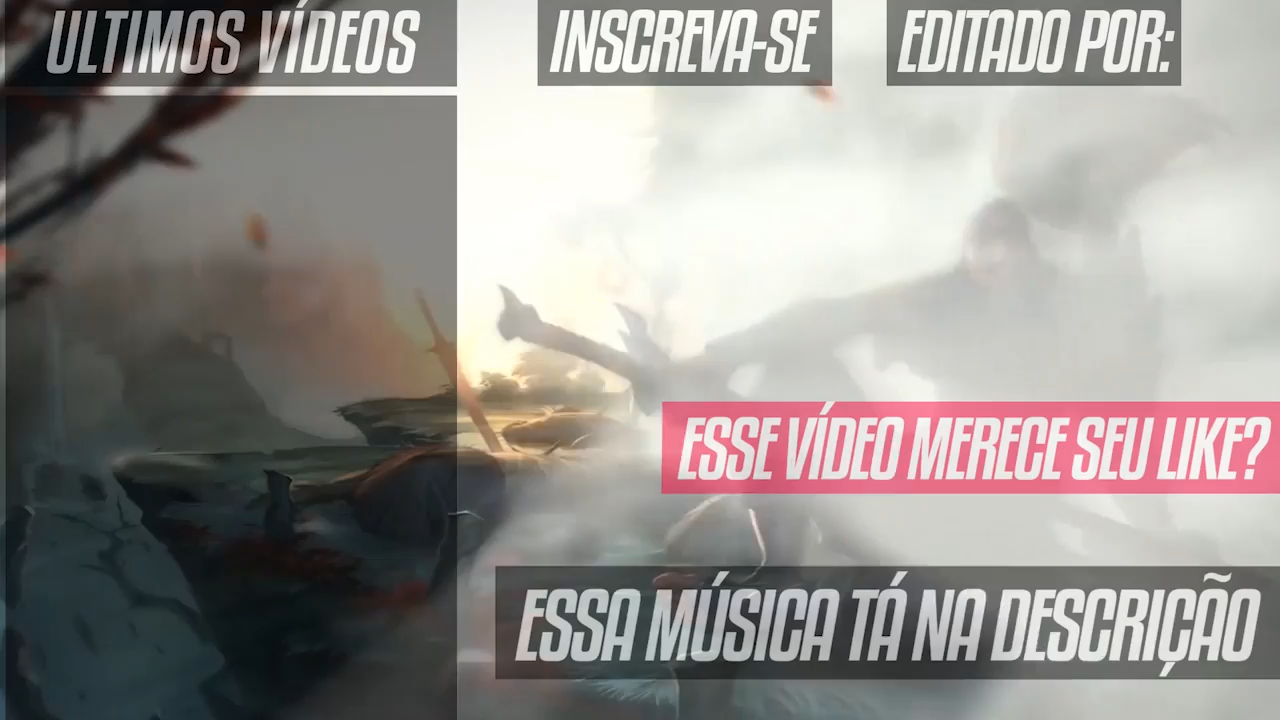 ULTIMOS VÍDEOS
INSCREVA-SE
EDITADO POR:
ESSE VÍDEO MERECE SEU LIKE?
ESSA MÚSICA TÁ NA DESCRIÇÃO